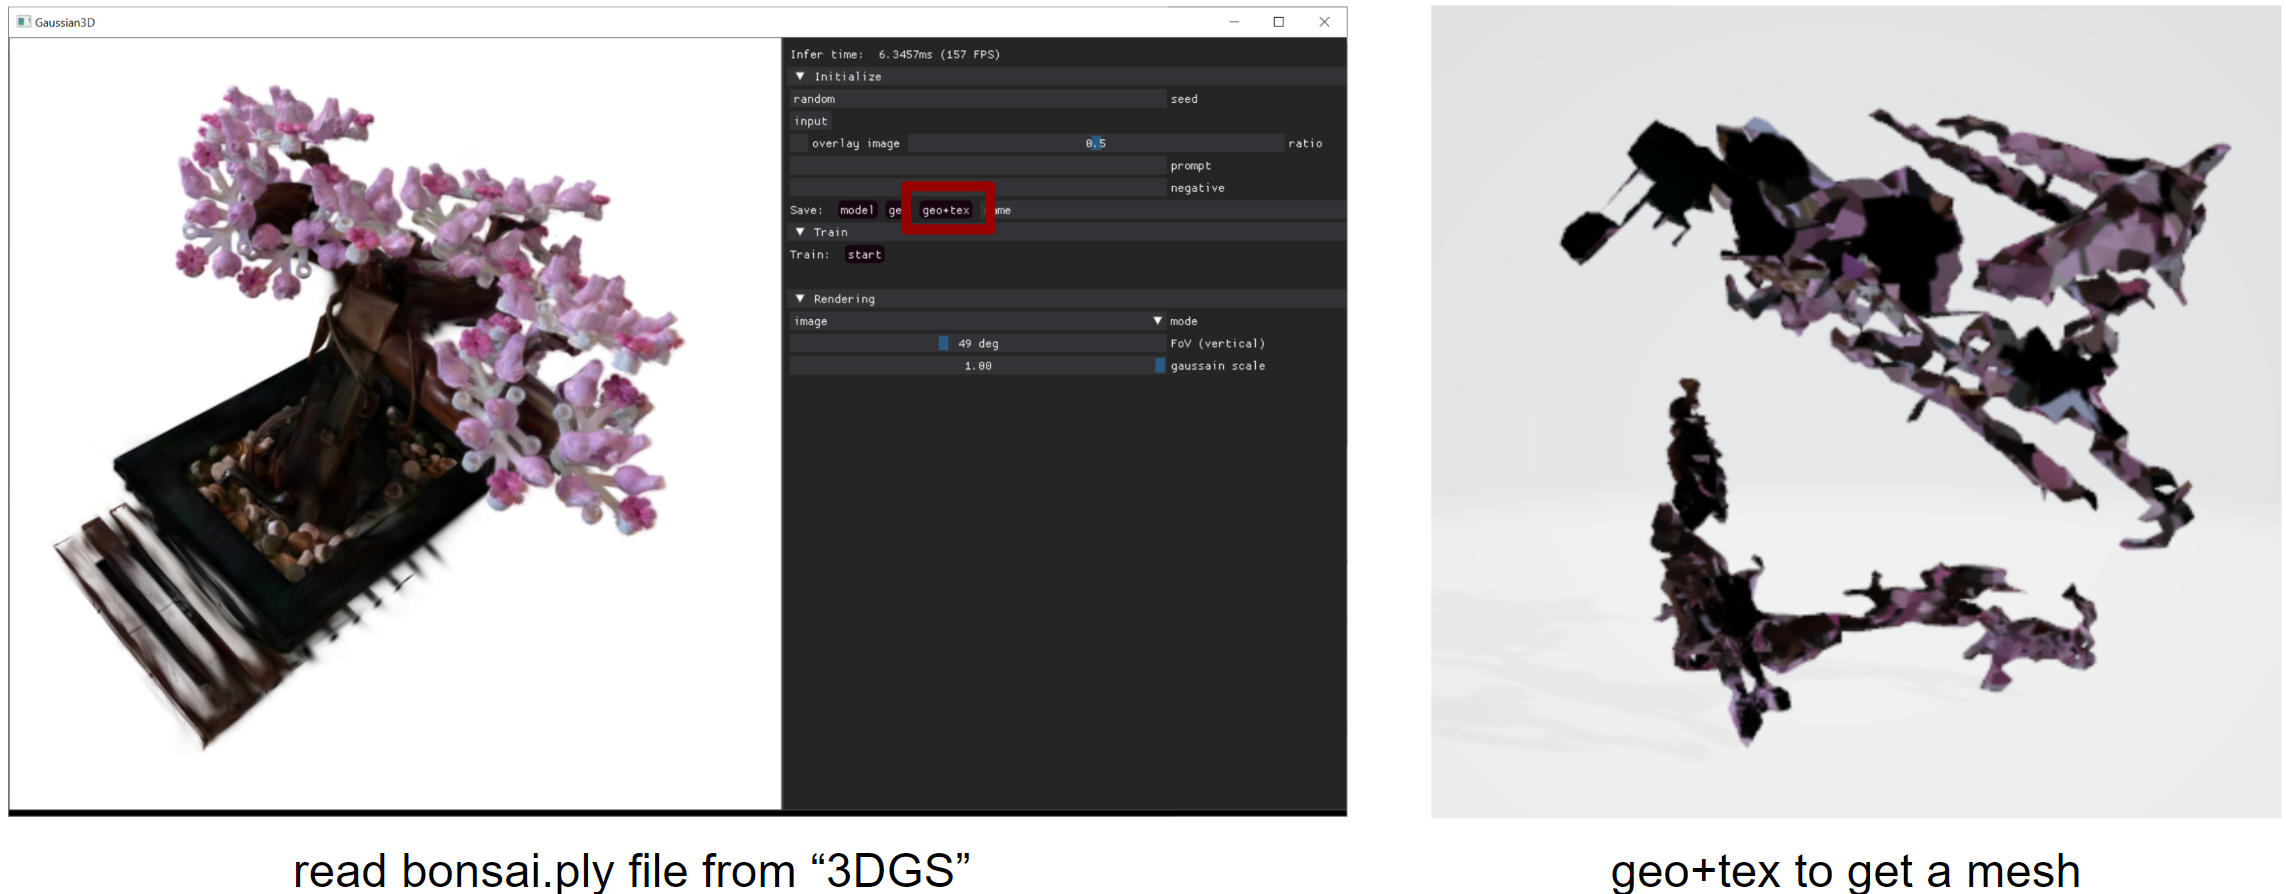 Gaussian3D
Infer time: 6.3457ms (157 FPS)
Initialize
random seed
input
overlay image 0.5 ratio
prompt
negative
Save: model ge geo+tex ame
Train
Train: start
Rendering
image mode
49 deg FoV (vertical)
1.00 gaussain scale
read bonsai.ply file from “3DGS”
geo+tex to get a mesh